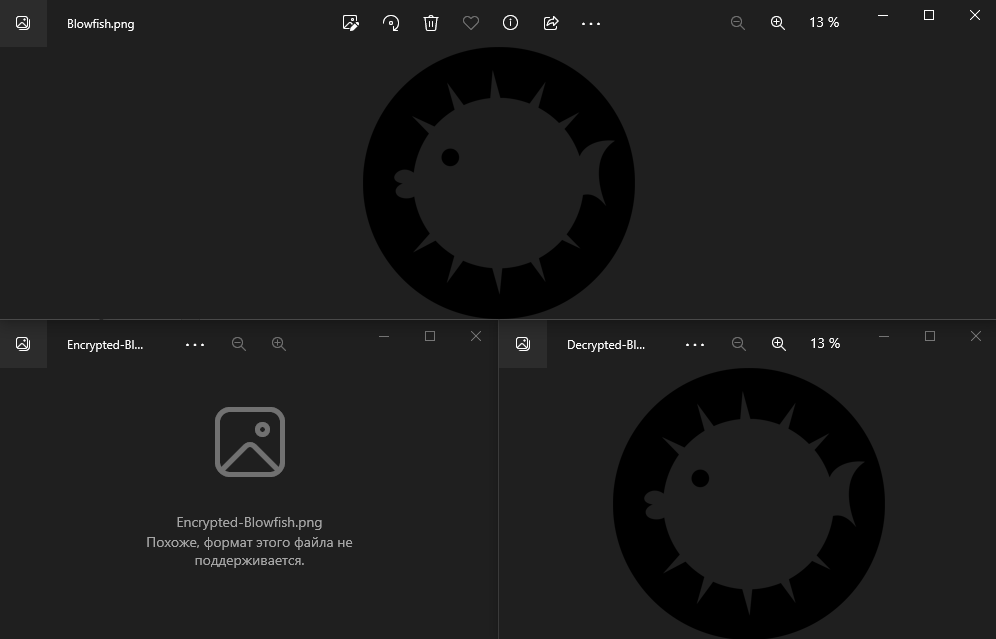 Blowfish.png
13 %
Encrypted-Bl...
Decrypted-Bl...
13 %
Encrypted-Blowfish.png
Похоже, формат этого файла не
поддерживается.